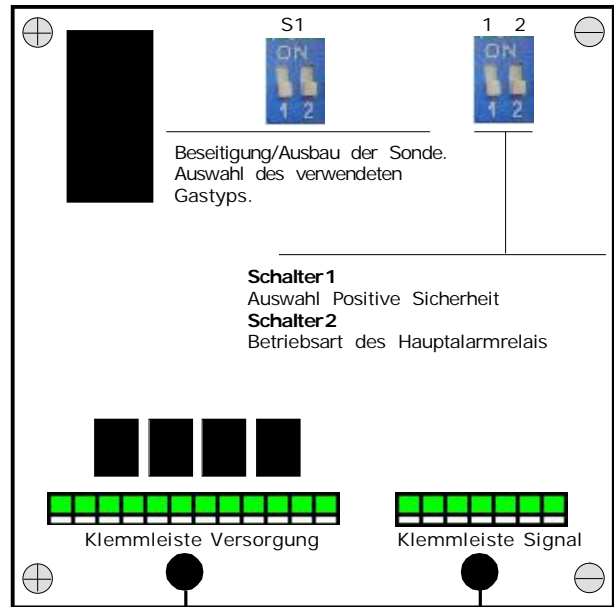 S1
1 2
ON
1 2
ON
1 2
Beseitigung/Ausbau der Sonde.
Auswahl des verwendeten
Gastyps.
Schalter1
Auswahl Positive Sicherheit
Schalter2
Betriebsart des Hauptalarmrelais
Klemmleiste Versorgung
Klemmleiste Signal